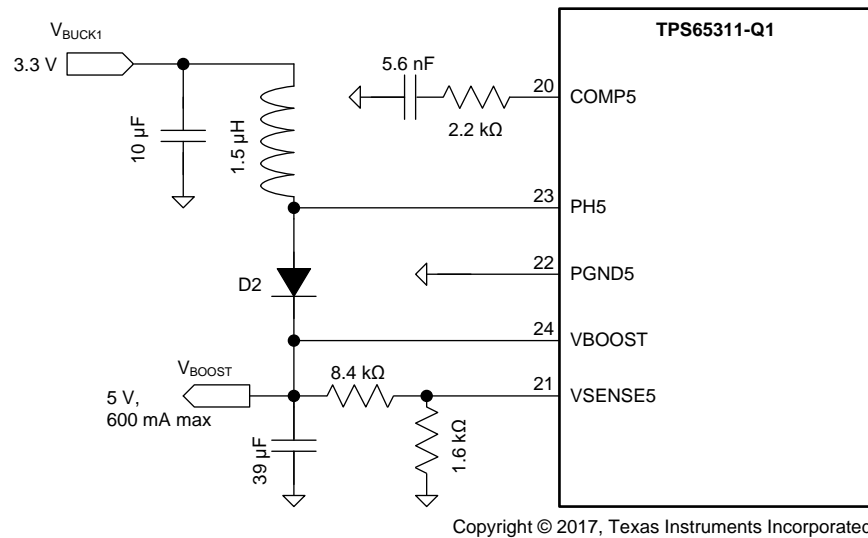 TPS65311-Q1
VBUCK1
3.3 V
10 µF
1.5 µH
5.6 nF
2.2 kΩ
20
COMP5
23
PH5
22
PGND5
D2
24
VBOOST
VBOOST
5 V,
600 mA max
8.4 kΩ
21
VSENSE5
39 µF
1.6 kΩ
Copyright © 2017, Texas Instruments Incorporated